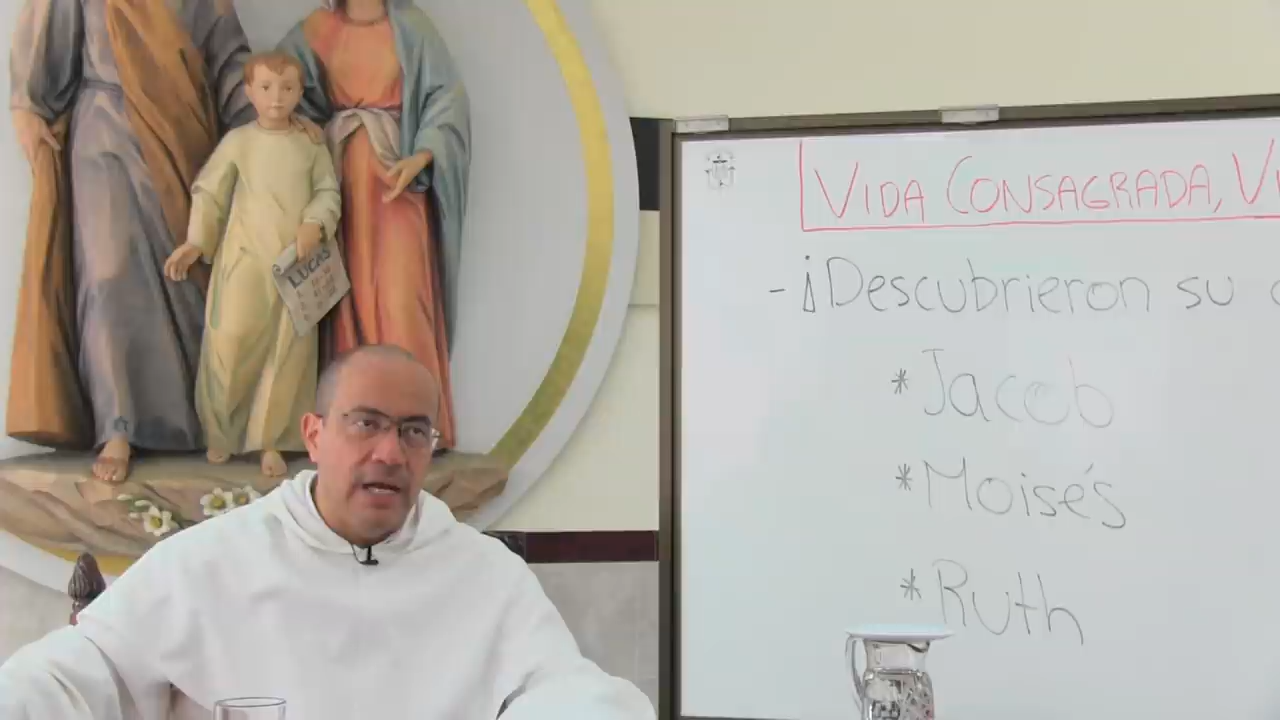 LUCAS
VIDA CONSAGRADA,
- ¡Descubrieron su
* Jacob
* Moisés
* Ruth